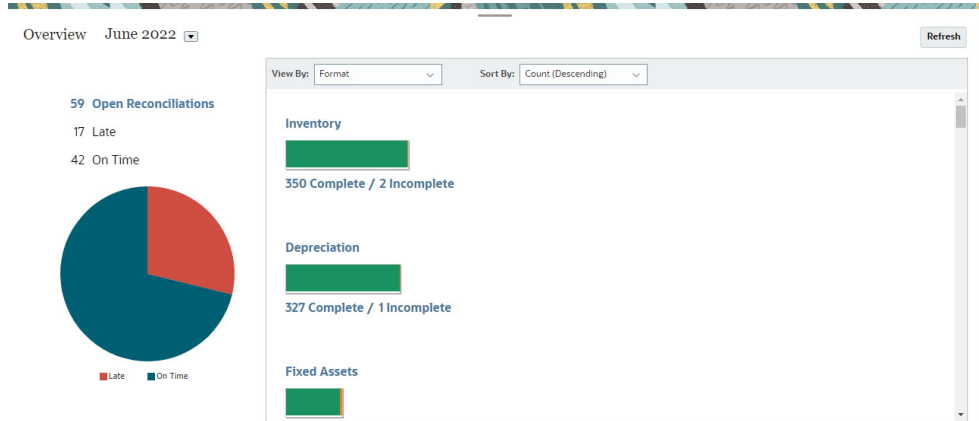 Overview June 2022
Refresh
View By: Format Sort By: Count (Descending)
59 Open Reconciliations
17 Late
42 On Time
Late On Time
Inventory
350 Complete / 2 Incomplete
Depreciation
327 Complete / 1 Incomplete
Fixed Assets